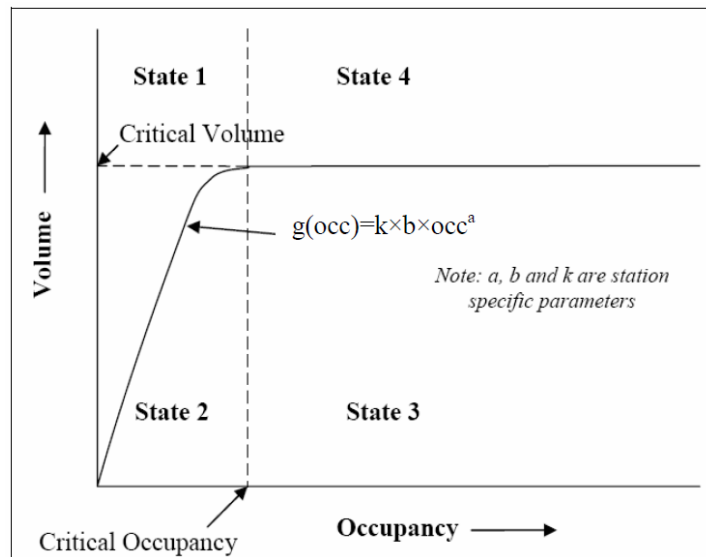 State 1
State 4
Critical Volume
g(occ)=k×b×occᵃ
Volume
Note: a, b and k are station
specific parameters
State 2
State 3
Critical Occupancy
Occupancy